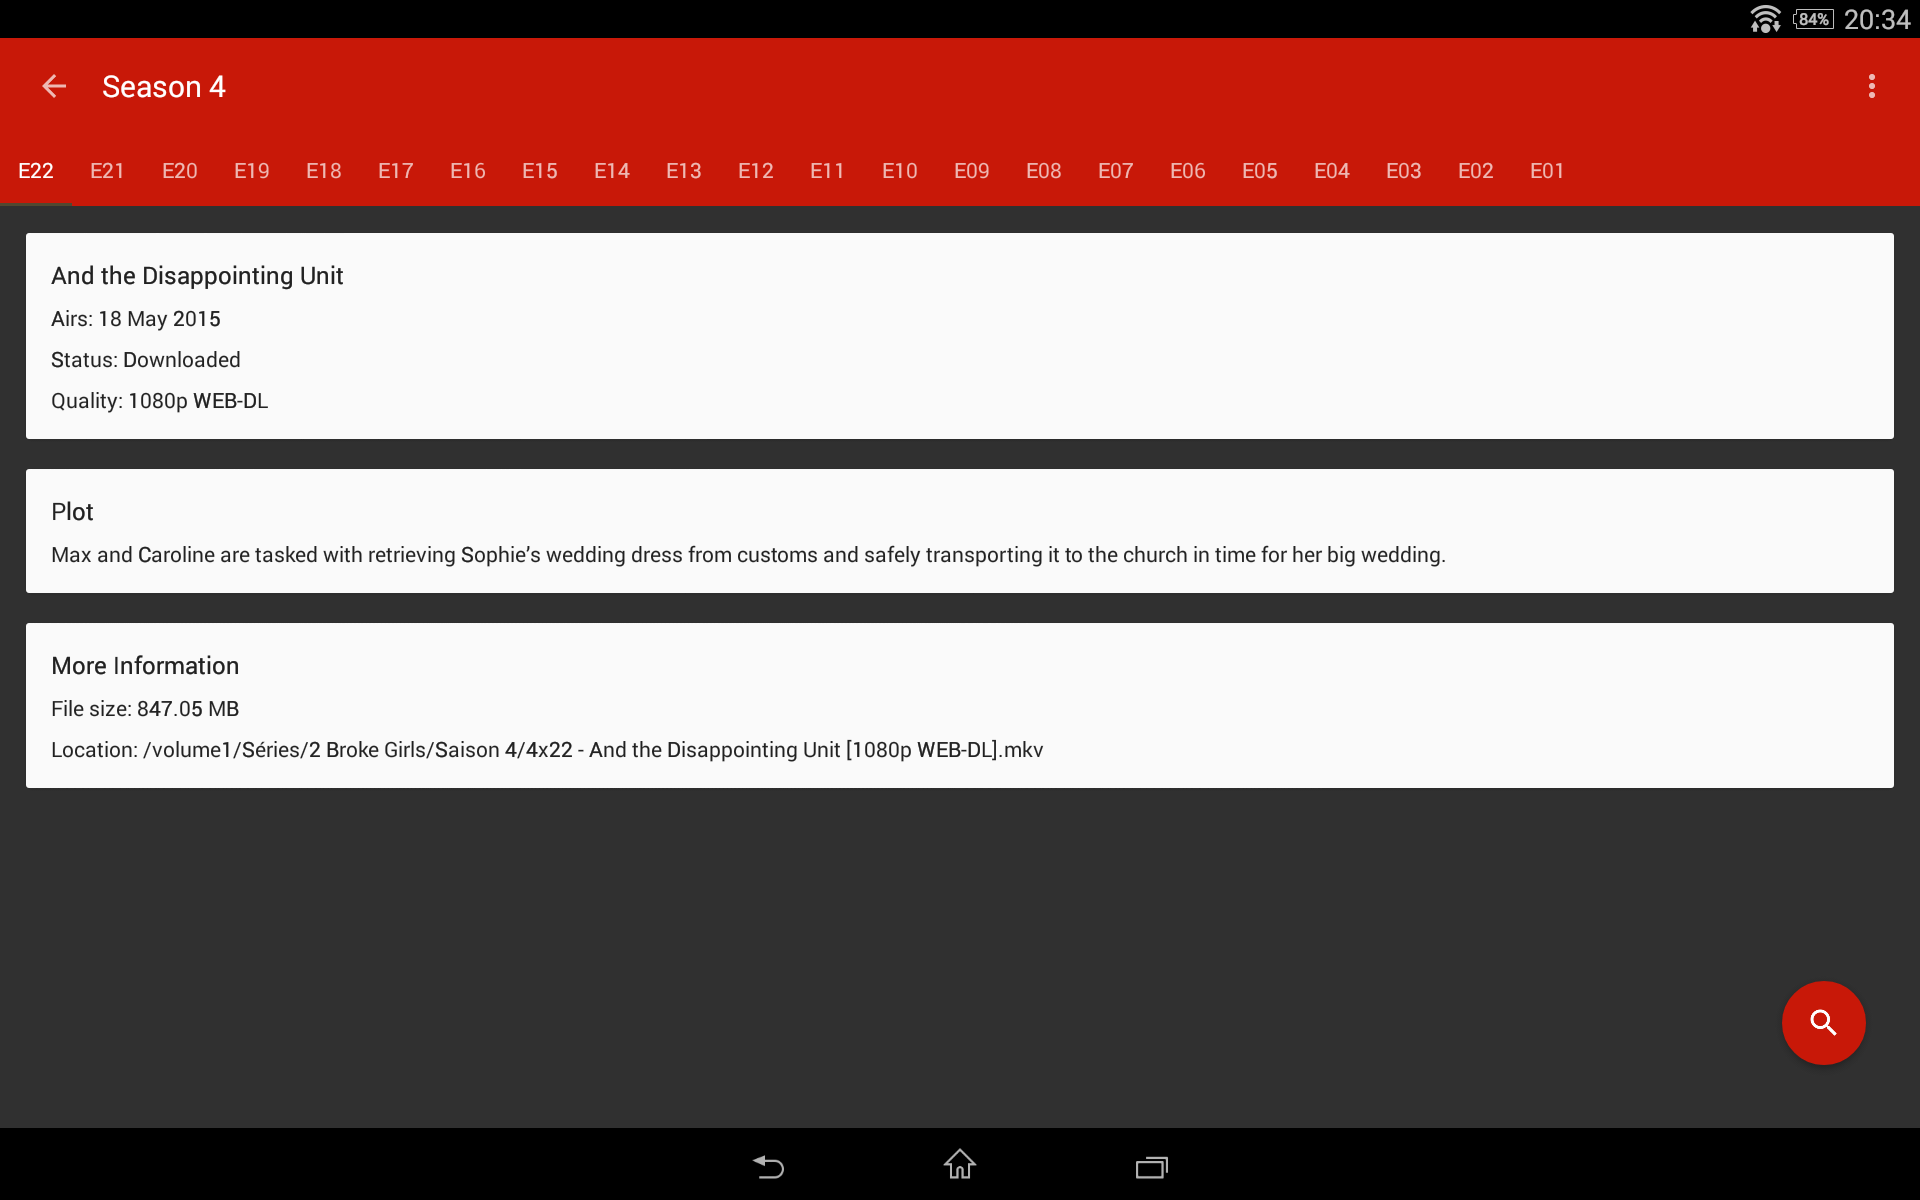 84% 20:34
Season 4
E22 E21 E20 E19 E18 E17 E16 E15 E14 E13 E12 E11 E10 E09 E08 E07 E06 E05 E04 E03 E02 E01
And the Disappointing Unit
Airs: 18 May 2015
Status: Downloaded
Quality: 1080p WEB-DL
Plot
Max and Caroline are tasked with retrieving Sophie’s wedding dress from customs and safely transporting it to the church in time for her big wedding.
More Information
File size: 847.05 MB
Location: /volume1/Séries/2 Broke Girls/Saison 4/4x22 - And the Disappointing Unit [1080p WEB-DL].mkv